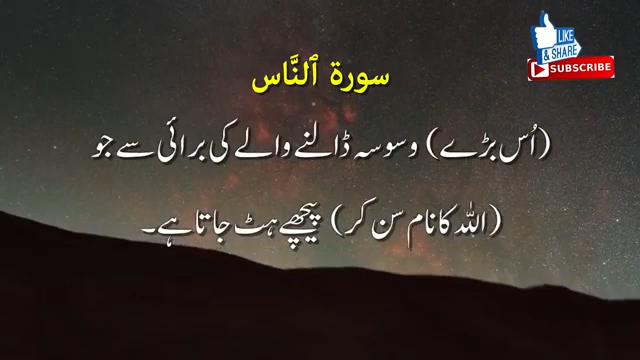 LIKE
& SHARE
SUBSCRIBE
سورة ٱلنَّاس
(اُس بڑے) وسوسہ ڈالنے والے کی برائی سے جو
(اللہ کا نام سن کر) پیچھے ہٹ جاتا ہے۔